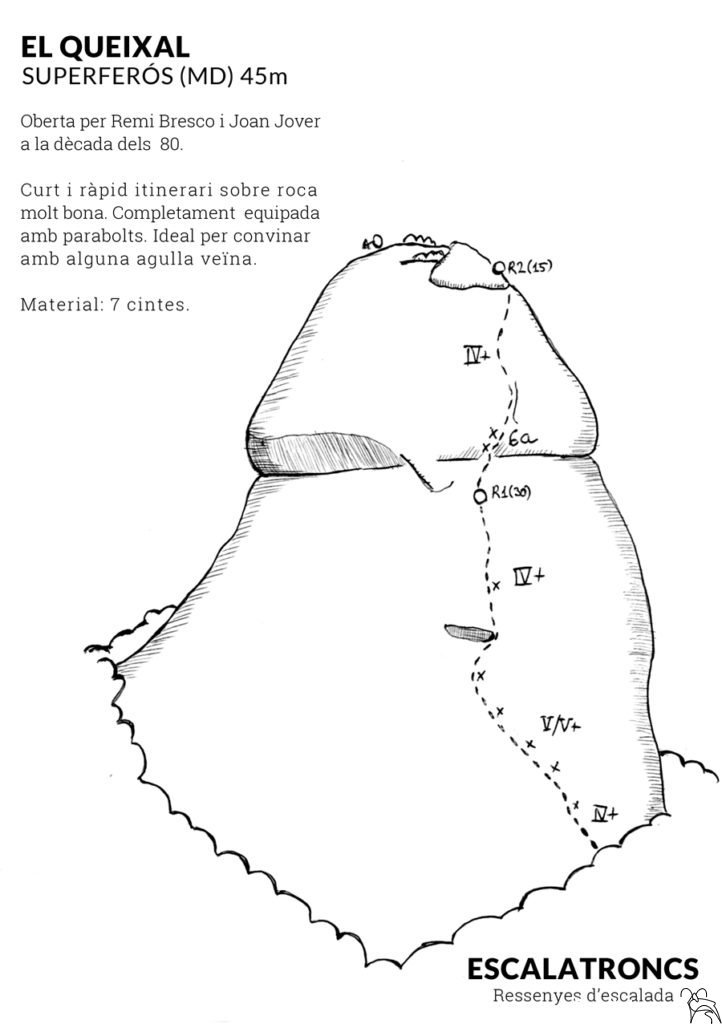 EL QUEIXAL
SUPERFERÓS (MD) 45m
Oberta per Remi Bresco i Joan Jover
a la dècada dels 80.
Curt i ràpid itinerari sobre roca
molt bona. Completament equipada
amb parabolts. Ideal per convinar
amb alguna agulla veïna.
Material: 7 cintes.
R2(15)
IV+
6a
R1(30)
IV+
V/V+
IV+
ESCALATRONCS
Ressenyes d'escalada